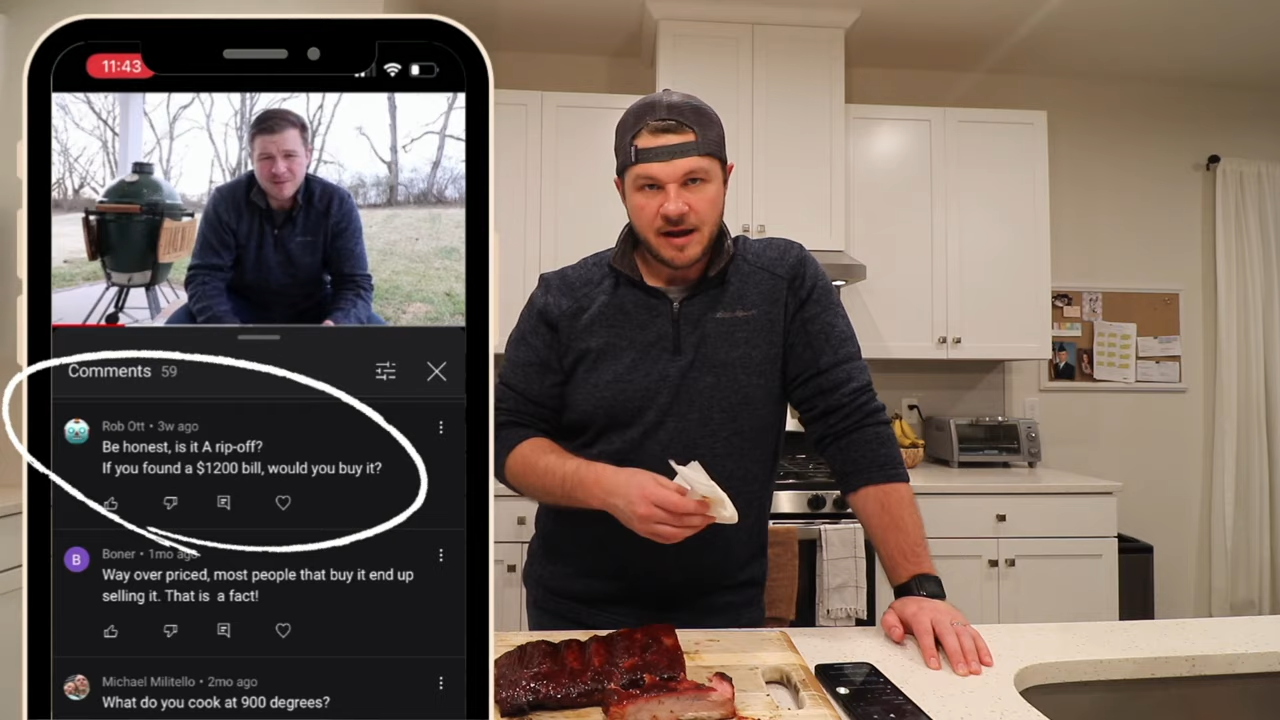 11:43
Comments 59
Rob Ott • 3w ago
Be honest, is it A rip-off?
If you found a $1200 bill, would you buy it?
B
Boner • 1mo ago
Way over priced, most people that buy it end up
selling it. That is a fact!
Michael Militello • 2mo ago
What do you cook at 900 degrees?